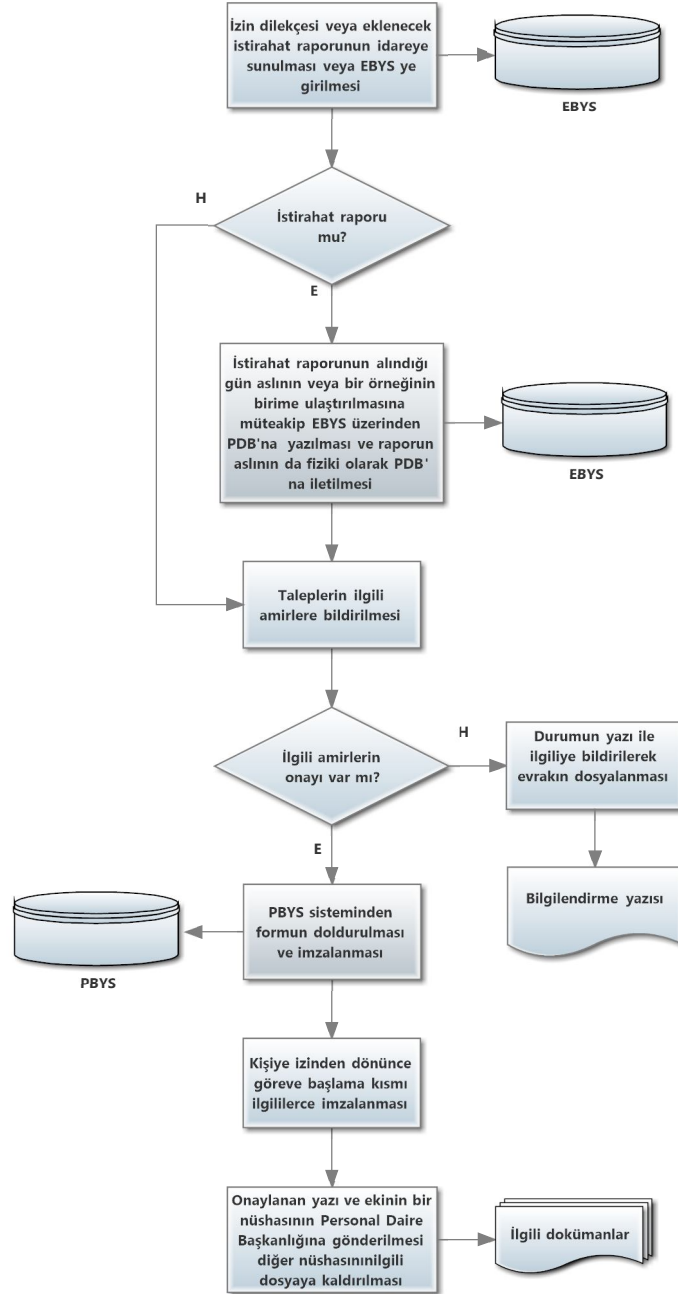 İzin dilekçesi veya eklenecek
istirahat raporunun idareye
sunulması veya EBYS ye
girilmesi
EBYS
H
İstirahat raporu
mu?
E
İstirahat raporunun alındığı
gün aslının veya bir örneğinin
birime ulaştırılmasına
müteakip EBYS üzerinden
PDB'na yazılması ve raporun
aslının da fiziki olarak PDB'
na iletilmesi
EBYS
Taleplerin ilgili
amirlere bildirilmesi
İlgili amirlerin
onayı var mı?
H
Durumun yazı ile
ilgiliye bildirilerek
evrakın dosyalanması
Bilgilendirme yazısı
E
PBYS sisteminden
formun doldurulması
ve imzalanması
PBYS
Kişiye izinden dönünce
göreve başlama kısmı
ilgililerce imzalanması
Onaylanan yazı ve ekinin bir
nüshasının Personal Daire
Başkanlığına gönderilmesi
diğer nüshasınınilgili
dosyaya kaldırılması
İlgili dokümanlar